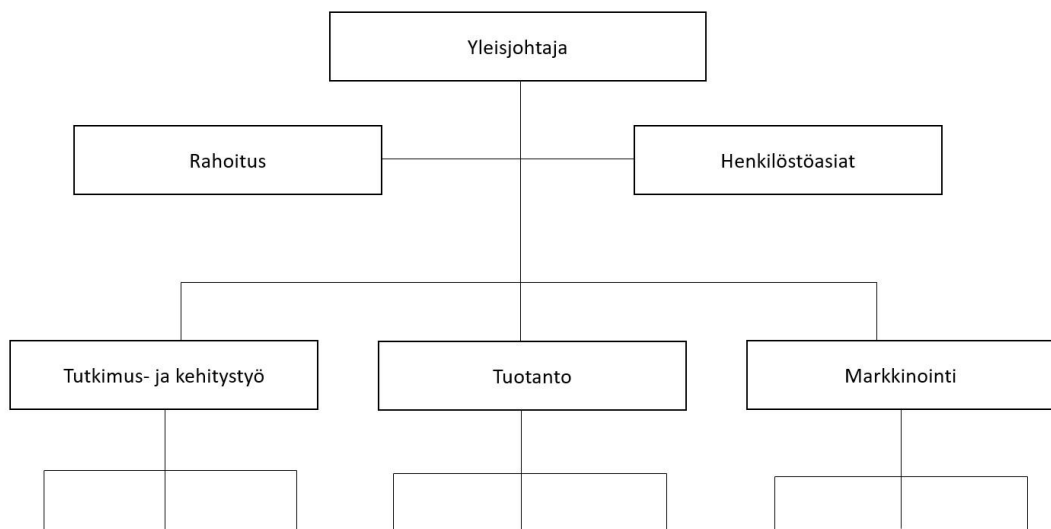 Yleisjohtaja
Rahoitus
Henkilöstöasiat
Tutkimus- ja kehitystyö
Tuotanto
Markkinointi